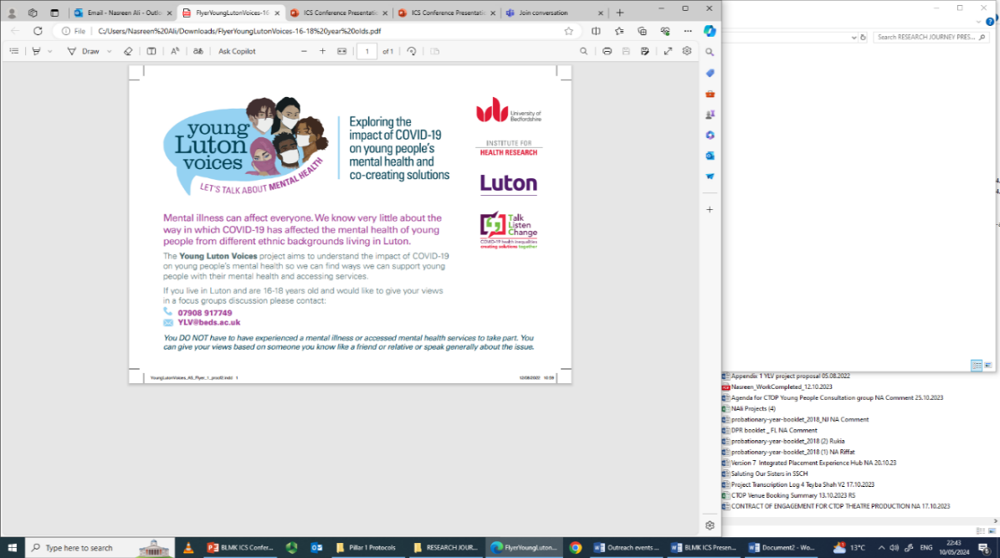 Email - Nasreen Ali - Outlo
FlyerYoungLutonVoices-16-
ICS Conference Presentatic
ICS Conference Presentatic
Join conversation
File
C:/Users/Nasreen%20Ali/Downloads/FlyerYoungLutonVoices-16-18%20year%20olds.pdf
Search RESEARCH JOURNEY PRES...
Draw
Ask Copilot
1
of 1
young
Luton
voices
LET'S TALK ABOUT MENTAL HEALTH
Exploring the
impact of COVID-19
on young people's
mental health and
co-creating solutions
University of
Bedfordshire
INSTITUTE FOR
HEALTH RESEARCH
Luton
Talk
Listen
Change
COVID-19 health inequalities
creating solutions together
Mental illness can affect everyone. We know very little about the
way in which COVID-19 has affected the mental health of young
people from different ethnic backgrounds living in Luton.
The Young Luton Voices project aims to understand the impact of COVID-19
on young people's mental health so we can find ways we can support young
people with their mental health and accessing services.
If you live in Luton and are 16-18 years old and would like to give your views
in a focus groups discussion please contact:
07908 917749
YLV@beds.ac.uk
You DO NOT have to have experienced a mental illness or accessed mental health services to take part. You
can give your views based on someone you know like a friend or relative or speak generally about the issue.
YoungLutonVoices_A5_Flyer_1_proof2.indd 1
12/08/2022 10:59
Appendix 1 YLV project proposal 05.08.2022
Nasreen_WorkCompleted_12.10.2023
Agenda for CTOP Young People Consultation group NA Comment 25.10.2023
NAli Projects (4)
probationary-year-booklet_2018_NJ NA Comment
DPR booklet _ FL NA Comment
probationary-year-booklet_2018 (2) Rukia
probationary-year-booklet_2018 (1) NA Riffat
Version 7 Integrated Placement Experience Hub NA 20.10.23
Saluting Our Sisters in SSCH
Project Transcription Log 4 Teyba Shah V2 17.10.2023
CTOP Venue Booking Summary 13.10.2023 RS
CONTRACT OF ENGAGEMENT FOR CTOP THEATRE PRODUCTION NA 17.10.2023
Type here to search
BLMK ICS Confer...
Pillar 1 Protocols
RESEARCH JOUR...
FlyerYoungLuton...
Outreach events ...
BLMK ICS Presen...
Document2 - Wo...
13°C
ENG
22:43
10/05/2024